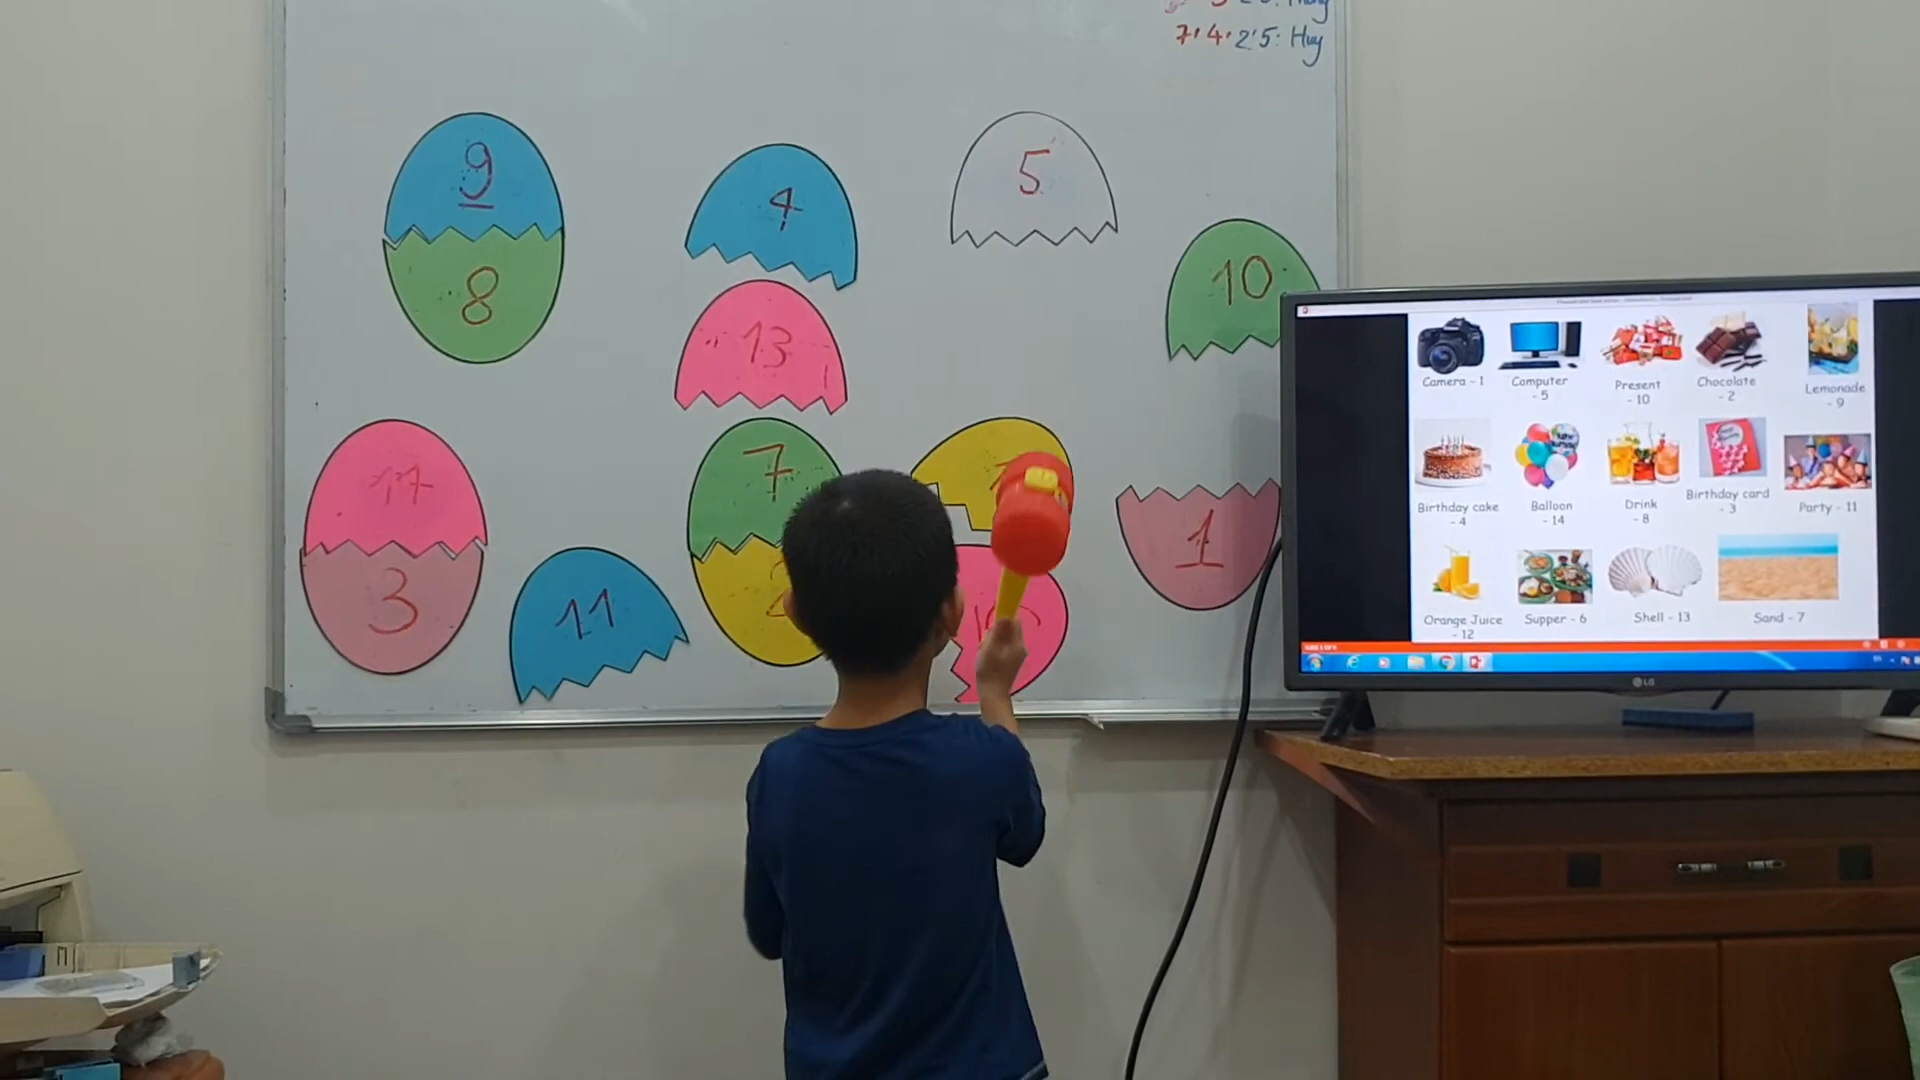 7. 4. 2. 5: Huy
9
4
5
10
8
13
7
1
3
11
Camera - 1
Computer
- 5
Present
- 10
Chocolate
- 2
Lemonade
- 9
Birthday cake
- 4
Balloon
- 14
Drink
- 8
Birthday card
- 3
Party - 11
Orange Juice
- 12
Supper - 6
Shell - 13
Sand - 7
LG